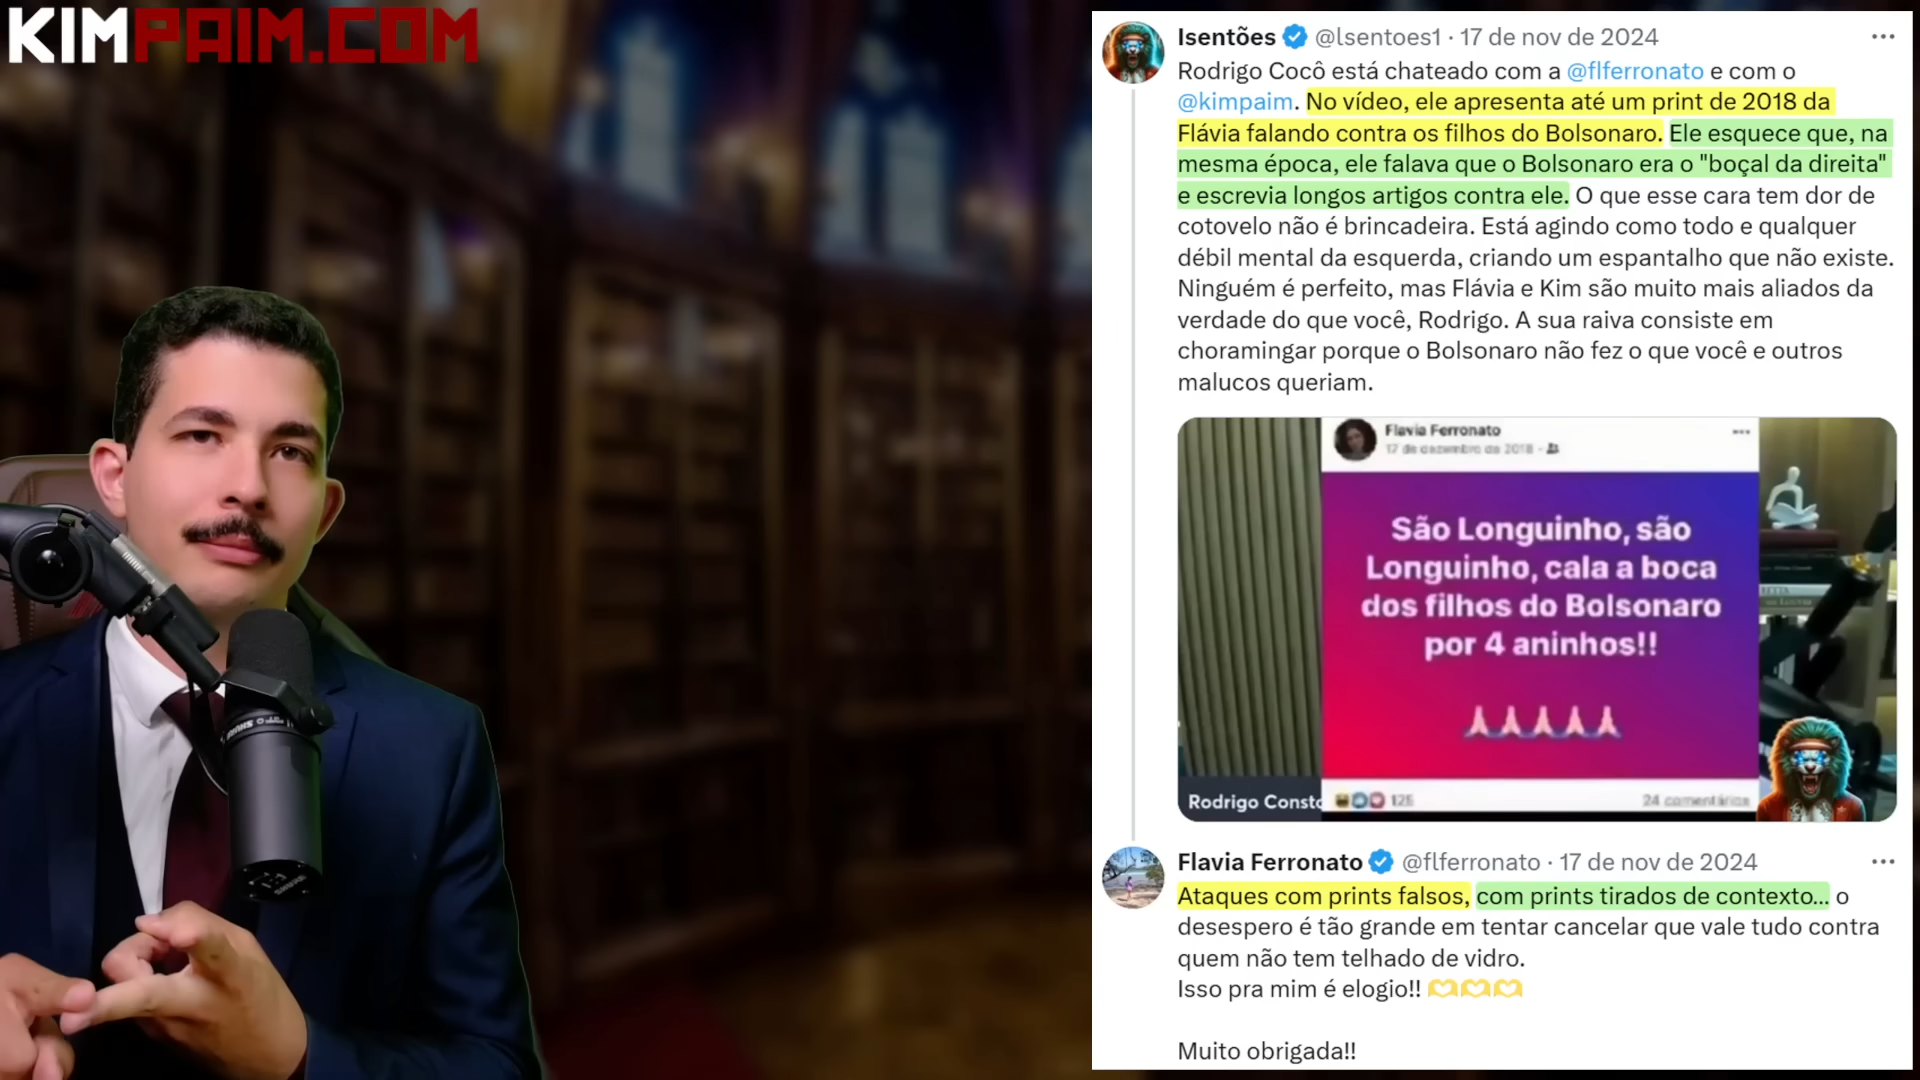 KIMPAIM.COM
Isentões @lsentoes1 · 17 de nov de 2024
Rodrigo Cocô está chateado com a @flferronato e com o
@kimpaim. No vídeo, ele apresenta até um print de 2018 da
Flávia falando contra os filhos do Bolsonaro. Ele esquece que, na
mesma época, ele falava que o Bolsonaro era o "boçal da direita"
e escrevia longos artigos contra ele. O que esse cara tem dor de
cotovelo não é brincadeira. Está agindo como todo e qualquer
débil mental da esquerda, criando um espantalho que não existe.
Ninguém é perfeito, mas Flávia e Kim são muito mais aliados da
verdade do que você, Rodrigo. A sua raiva consiste em
choramingar porque o Bolsonaro não fez o que você e outros
malucos queriam.
Flavia Ferronato
17 de dezembro de 2018
São Longuinho, são
Longuinho, cala a boca
dos filhos do Bolsonaro
por 4 aninhos!!
🙏🏻🙏🏻🙏🏻🙏🏻🙏🏻
Rodrigo Consta
125
24 comentários
Flavia Ferronato @flferronato · 17 de nov de 2024
Ataques com prints falsos, com prints tirados de contexto... o
desespero é tão grande em tentar cancelar que vale tudo contra
quem não tem telhado de vidro.
Isso pra mim é elogio!! 🫶🫶🫶
Muito obrigada!!
SHURE